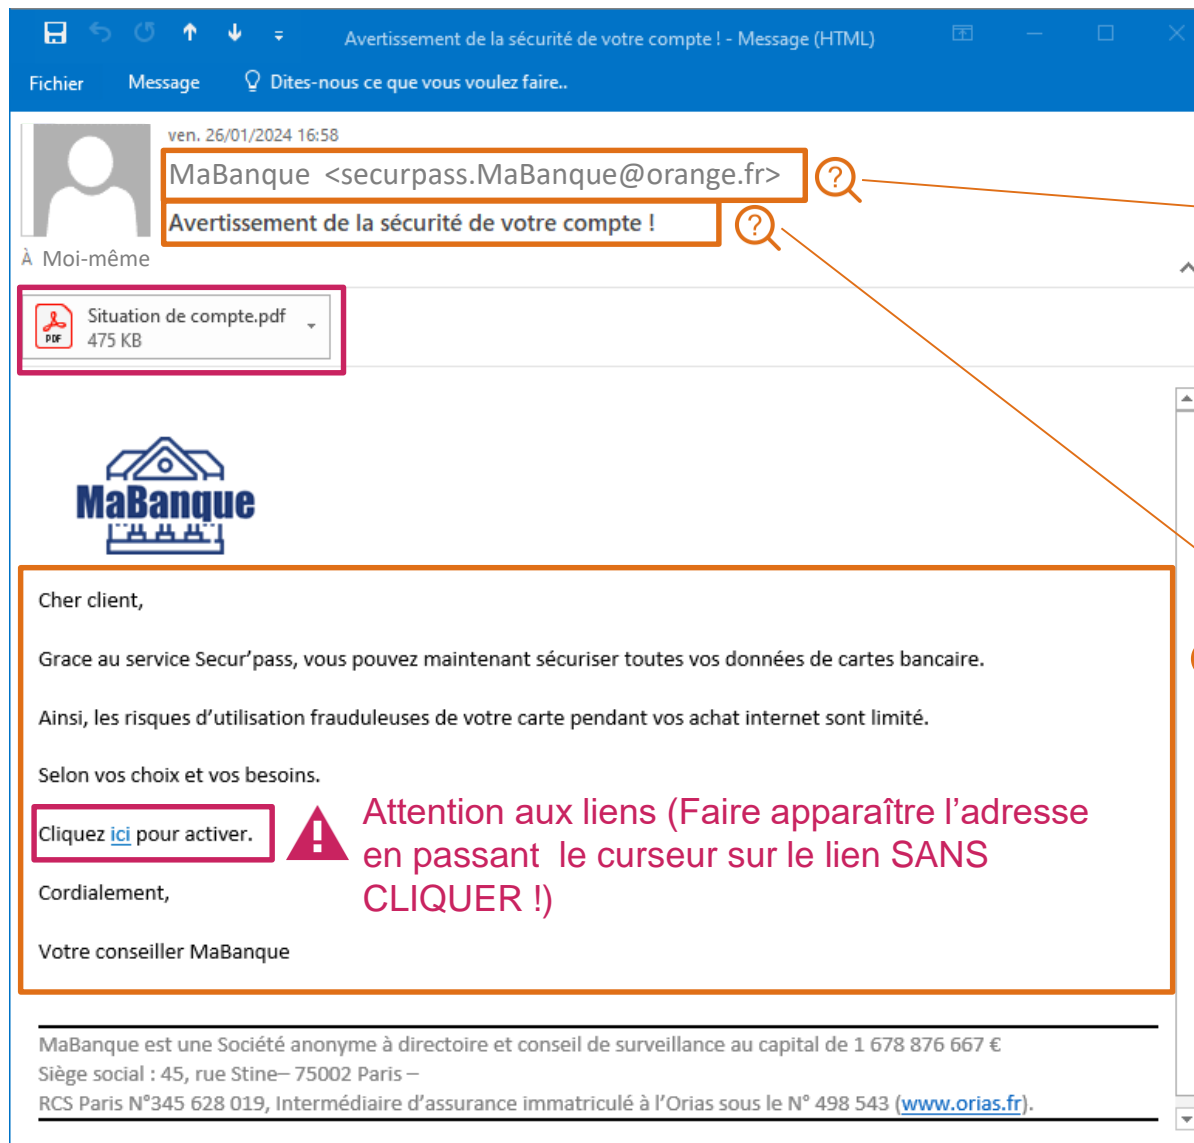 Avertissement de la sécurité de votre compte ! - Message (HTML)
Fichier Message Dites-nous ce que vous voulez faire..
ven. 26/01/2024 16:58
MaBanque <securpass.MaBanque@orange.fr> ?
Avertissement de la sécurité de votre compte ! ?
À Moi-même
Situation de compte.pdf
PDF 475 KB
MaBanque
Cher client,
Grace au service Secur’pass, vous pouvez maintenant sécuriser toutes vos données de cartes bancaire.
Ainsi, les risques d’utilisation frauduleuses de votre carte pendant vos achat internet sont limité.
Selon vos choix et vos besoins.
Cliquez ici pour activer.
Attention aux liens (Faire apparaître l’adresse
en passant le curseur sur le lien SANS
CLIQUER !)
Cordialement,
Votre conseiller MaBanque
MaBanque est une Société anonyme à directoire et conseil de surveillance au capital de 1 678 876 667 €
Siège social : 45, rue Stine– 75002 Paris –
RCS Paris N°345 628 019, Intermédiaire d’assurance immatriculé à l’Orias sous le N° 498 543 (www.orias.fr).